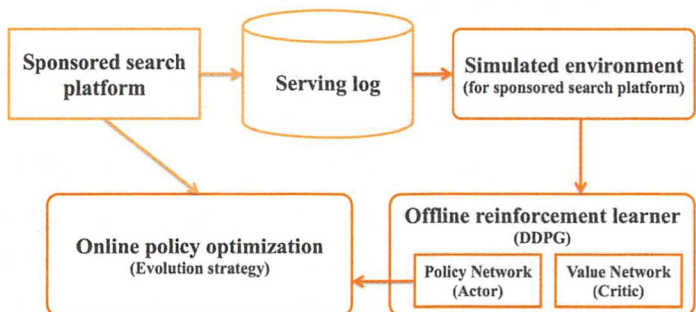 Sponsored search
platform
Serving log
Simulated environment
(for sponsored search platform)
Online policy optimization
(Evolution strategy)
Offline reinforcement learner
(DDPG)
Policy Network
(Actor)
Value Network
(Critic)